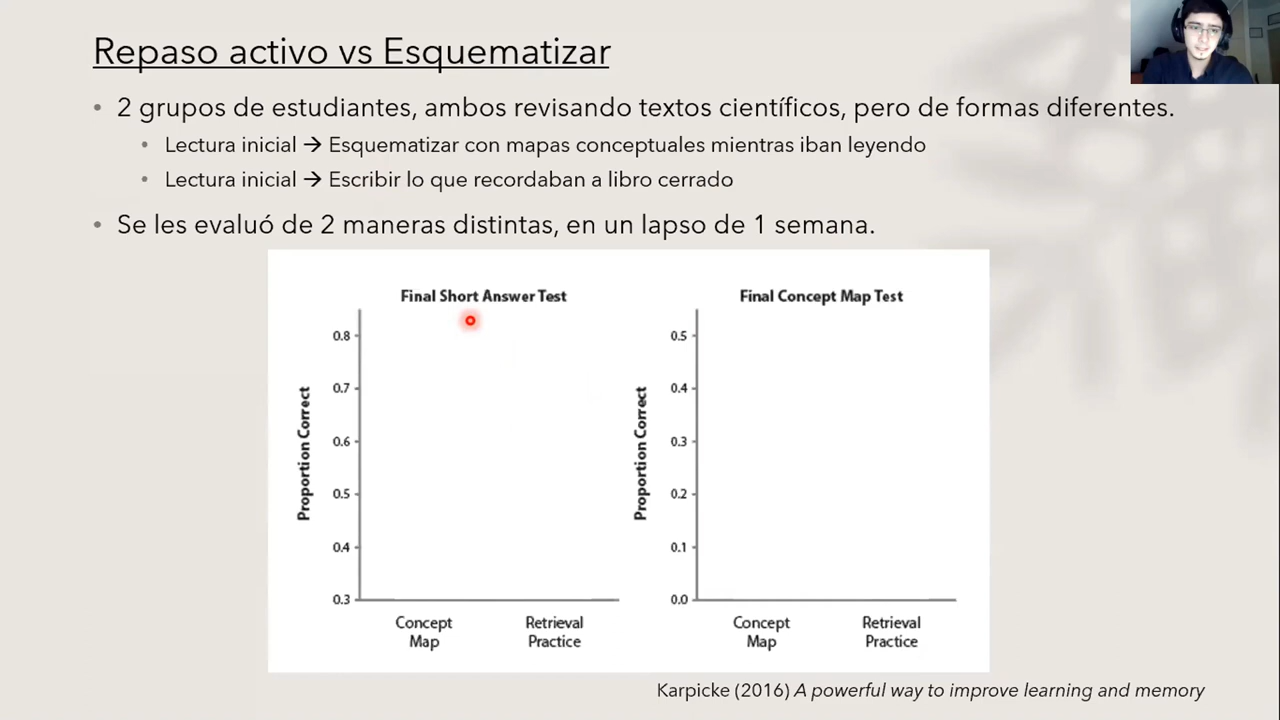 Repaso activo vs Esquematizar
• 2 grupos de estudiantes, ambos revisando textos científicos, pero de formas diferentes.
• Lectura inicial → Esquematizar con mapas conceptuales mientras iban leyendo
• Lectura inicial → Escribir lo que recordaban a libro cerrado
• Se les evaluó de 2 maneras distintas, en un lapso de 1 semana.
Final Short Answer Test
Proportion Correct
0.8
0.7
0.6
0.5
0.4
0.3
Concept
Map
Retrieval
Practice
Final Concept Map Test
Proportion Correct
0.5
0.4
0.3
0.2
0.1
0.0
Concept
Map
Retrieval
Practice
Karpicke (2016) A powerful way to improve learning and memory